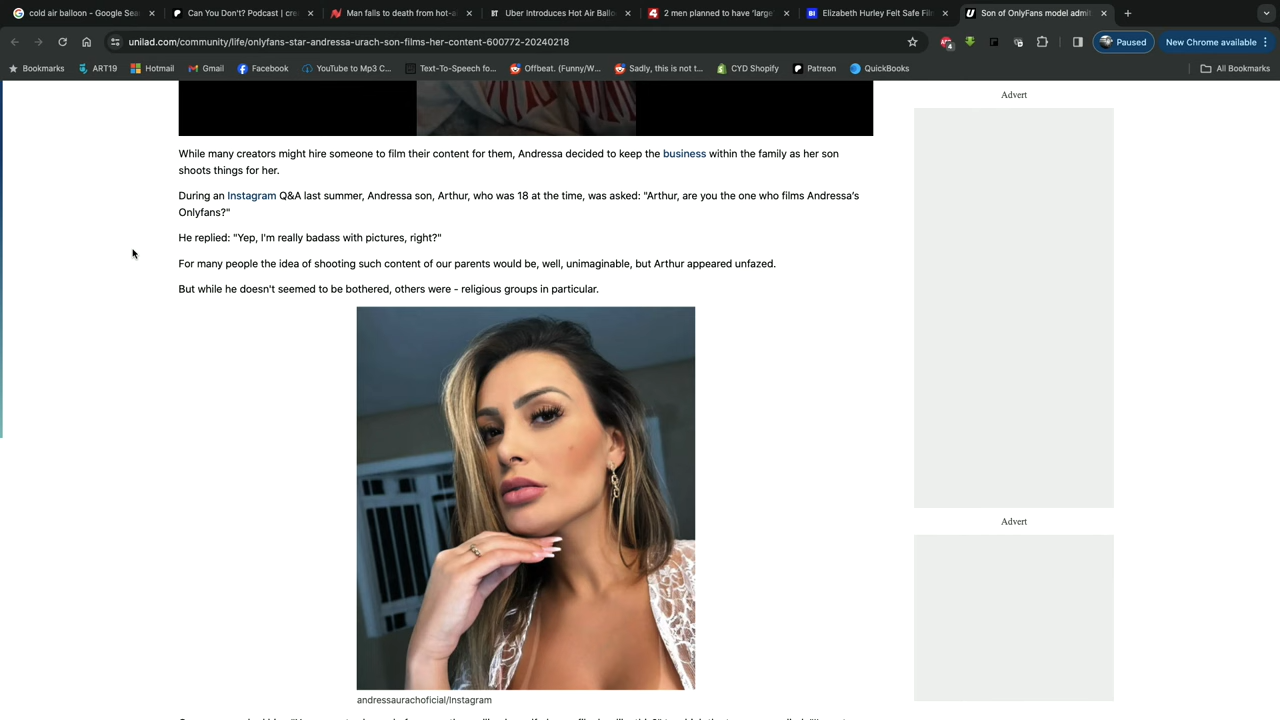 cold air balloon - Google Sea
Can You Don't? Podcast | cre
Man falls to death from hot-a
Uber Introduces Hot Air Ballo
2 men planned to have 'large
Elizabeth Hurley Felt Safe Fil
Son of OnlyFans model admit
unilad.com/community/life/onlyfans-star-andressa-urach-son-films-her-content-600772-20240218
Paused
New Chrome available
Bookmarks
ART19
Hotmail
Gmail
Facebook
YouTube to Mp3 C...
Text-To-Speech fo...
Offbeat. (Funny/W...
Sadly, this is not t...
CYD Shopify
Patreon
QuickBooks
All Bookmarks
Advert
While many creators might hire someone to film their content for them, Andressa decided to keep the business within the family as her son
shoots things for her.
During an Instagram Q&A last summer, Andressa son, Arthur, who was 18 at the time, was asked: "Arthur, are you the one who films Andressa's
Onlyfans?"
He replied: "Yep, I'm really badass with pictures, right?"
For many people the idea of shooting such content of our parents would be, well, unimaginable, but Arthur appeared unfazed.
But while he doesn't seemed to be bothered, others were - religious groups in particular.
Advert
andressaurachoficial/Instagram